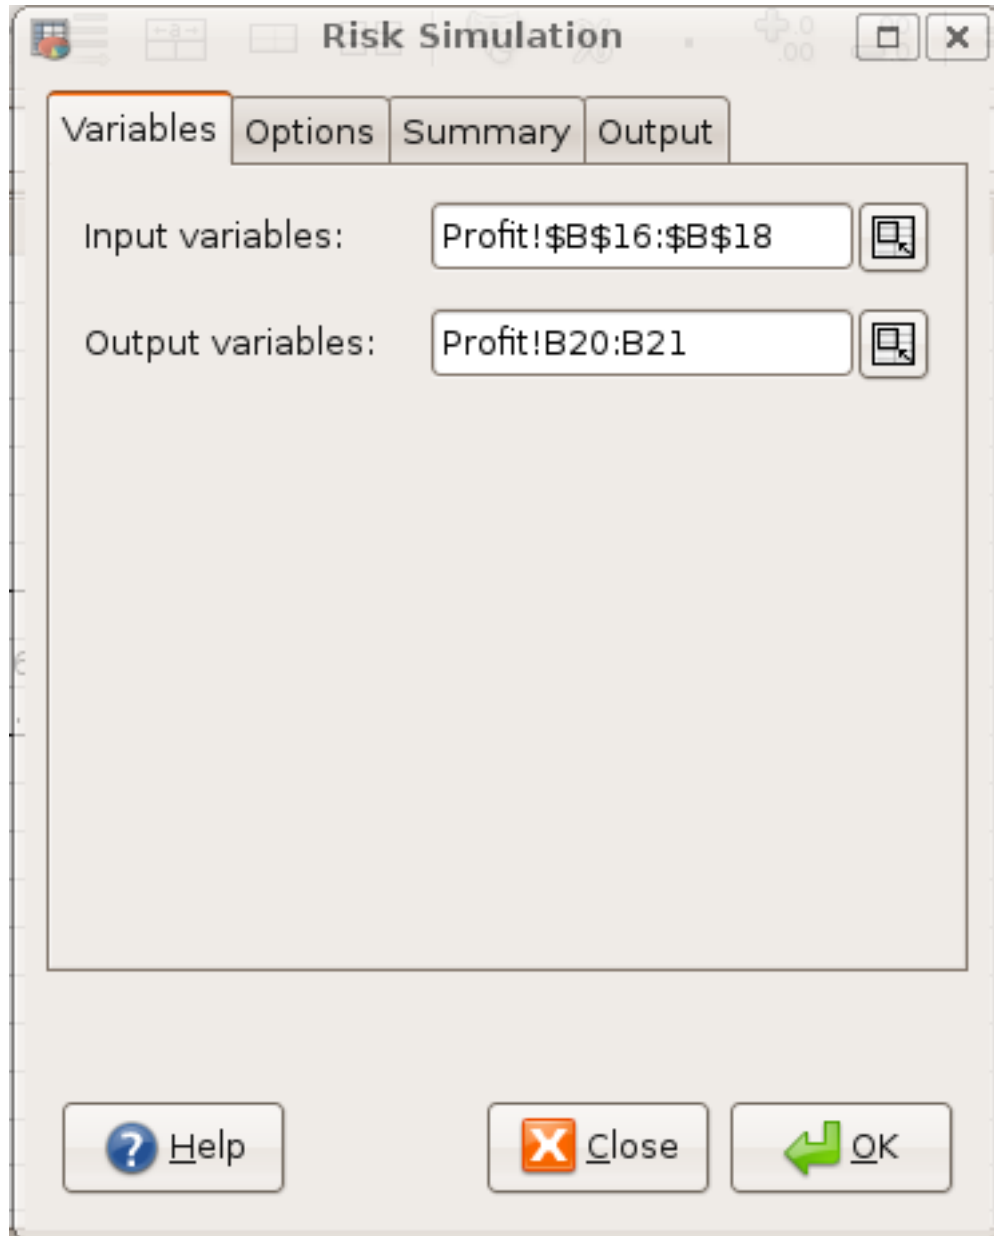 Risk Simulation
Variables Options Summary Output
Input variables: Profit!$B$16:$B$18
Output variables: Profit!B20:B21
Help Close OK